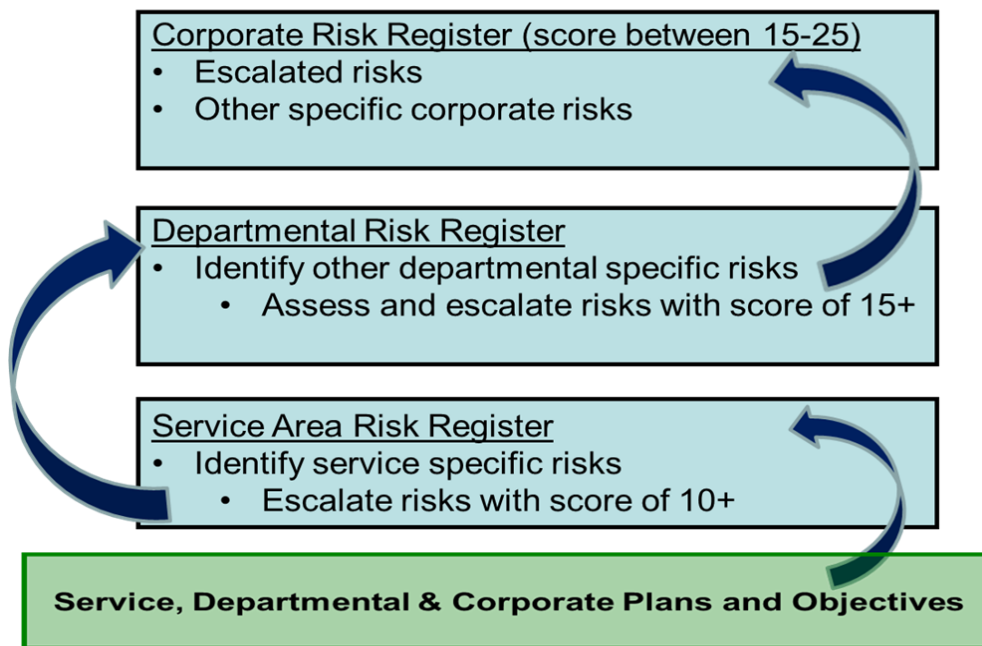 Corporate Risk Register (score between 15-25)
• Escalated risks
• Other specific corporate risks
Departmental Risk Register
• Identify other departmental specific risks
• Assess and escalate risks with score of 15+
Service Area Risk Register
• Identify service specific risks
• Escalate risks with score of 10+
Service, Departmental & Corporate Plans and Objectives